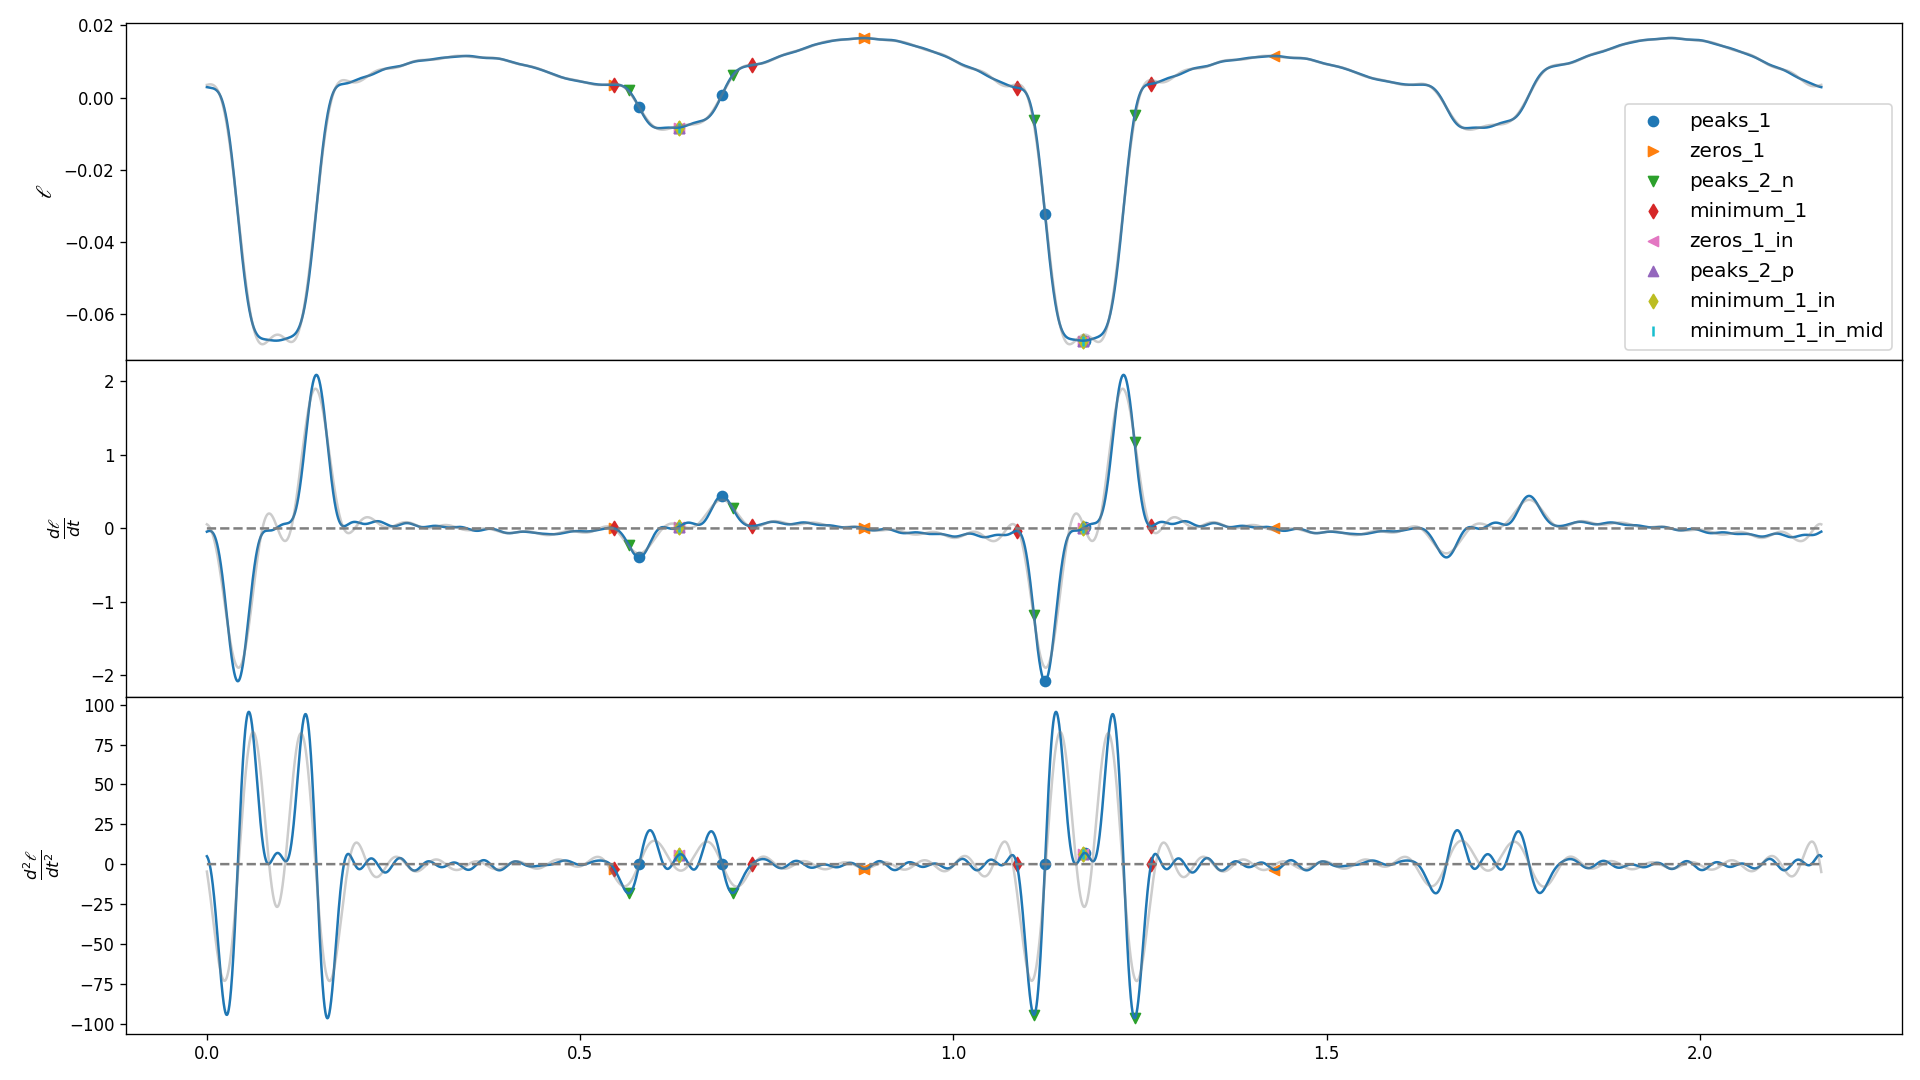 0.02
0.00
−0.02
−0.04
−0.06
ℓ
peaks_1
zeros_1
peaks_2_n
minimum_1
zeros_1_in
peaks_2_p
minimum_1_in
minimum_1_in_mid
2
1
0
−1
−2
dℓ
dt
100
75
50
25
0
−25
−50
−75
−100
d²ℓ
dt²
0.0 0.5 1.0 1.5 2.0